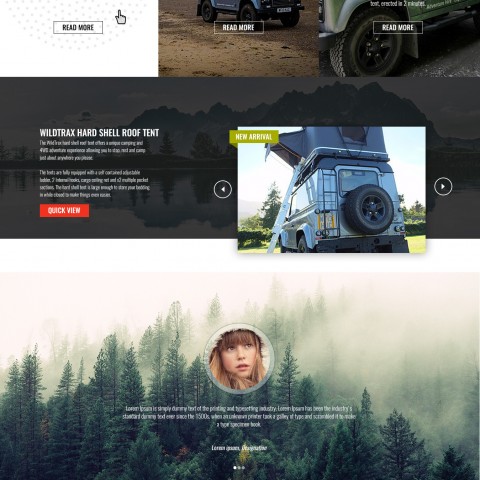 tent, erected in 2 minutes.
READ MORE
READ MORE
READ MORE
WILDTRAX HARD SHELL ROOF TENT
The WildTrax hard shell roof tent offers a unique camping and
4WD adventure experience allowing you to stop, rest and camp
just about anywhere you please.
The tents are fully equipped with a self contained adjustable
ladder, 2 Internal hooks, cargo ceiling net and x2 multiple pocket
sections. The hard shell tent is large enough to store your bedding
in while closed to make things even easier.
QUICK VIEW
NEW ARRIVAL
Lorem Ipsum is simply dummy text of the printing and typesetting industry. Lorem Ipsum has been the industry's
standard dummy text ever since the 1500s, when an unknown printer took a galley of type and scrambled it to make
a type specimen book.
Lorem ipsum, Designation